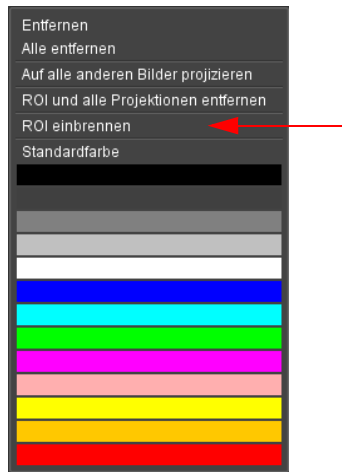 Entfernen
Alle entfernen
Auf alle anderen Bilder projizieren
ROI und alle Projektionen entfernen
ROI einbrennen
Standardfarbe